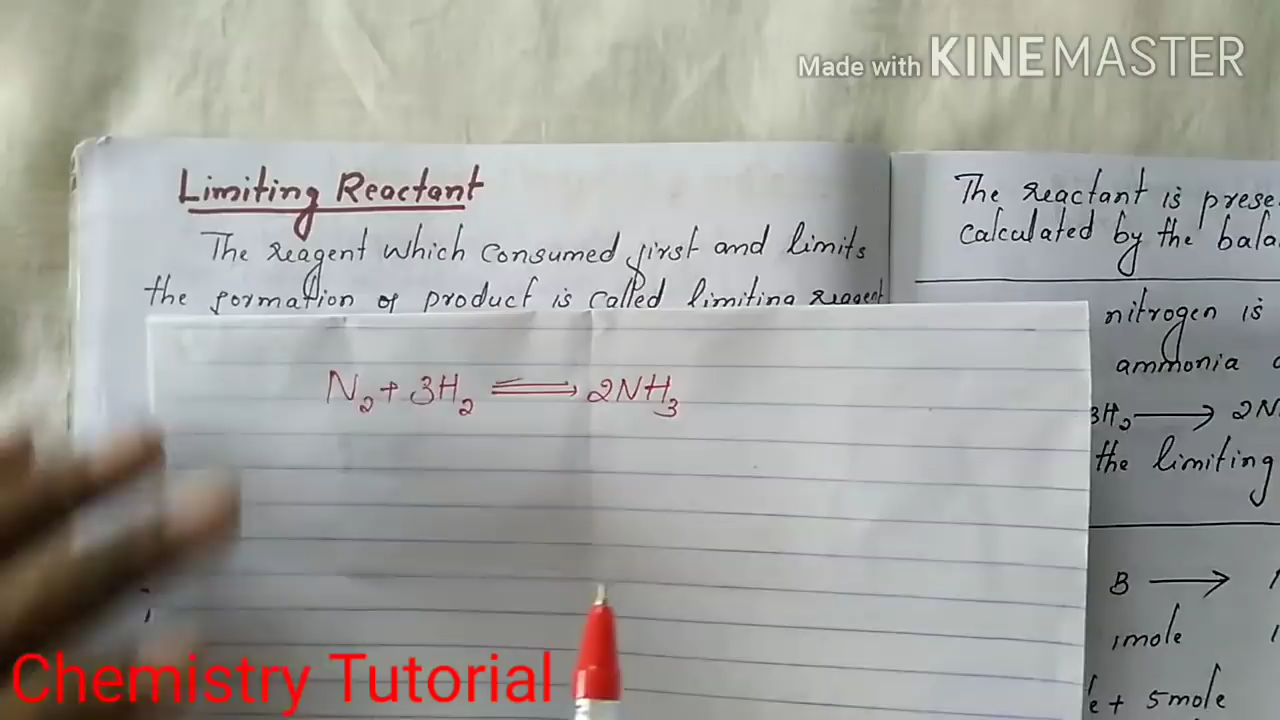 Made with KINEMASTER
Limiting Reactant
The reagent which consumed first and limits
the formation of product is called limiting reagent
N₂ + 3H₂ ⇌ 2NH₃
The reactant is prese
calculated by the bala
nitrogen is
ammonia
3H₂ ⟶ 2N
the limiting
B ⟶
1mole
+ 5mole
Chemistry Tutorial